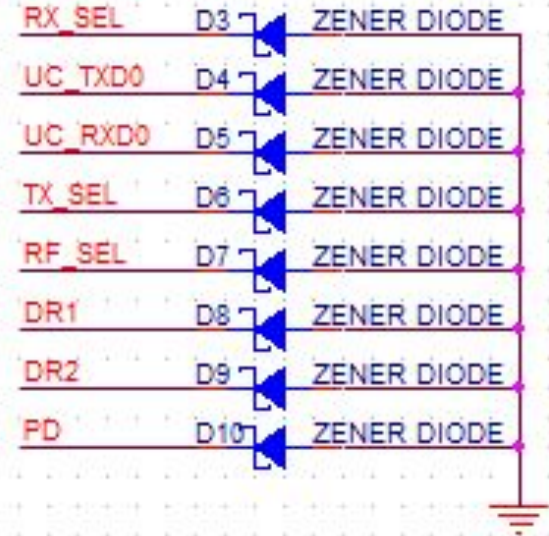 RX_SEL D3 ZENER DIODE
UC_TXD0 D4 ZENER DIODE
UC_RXD0 D5 ZENER DIODE
TX_SEL D6 ZENER DIODE
RF_SEL D7 ZENER DIODE
DR1 D8 ZENER DIODE
DR2 D9 ZENER DIODE
PD D10 ZENER DIODE